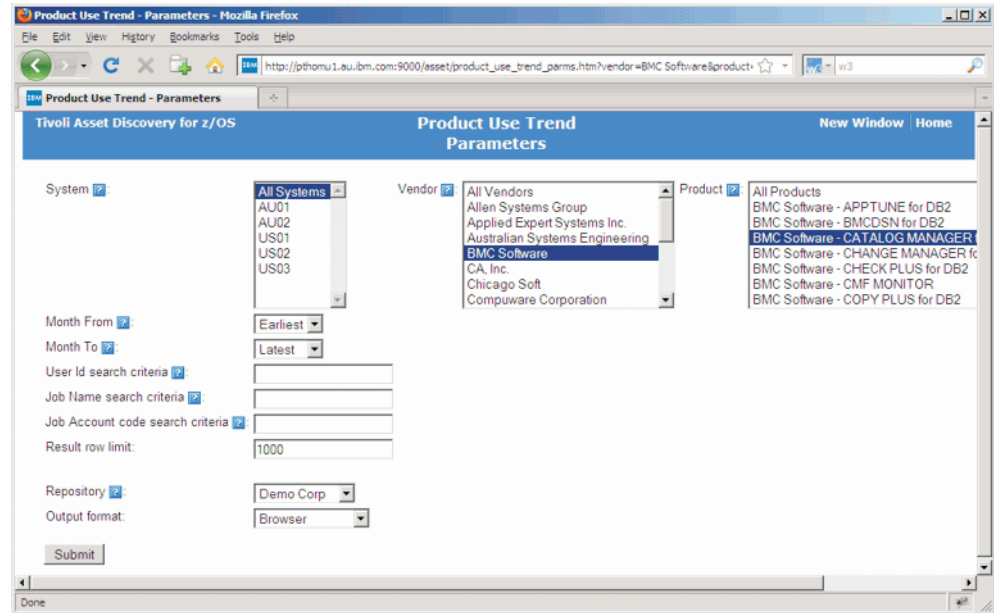 Product Use Trend - Parameters - Mozilla Firefox
File Edit View History Bookmarks Tools Help
http://pthomu1.au.ibm.com:9000/asset/product_use_trend_parms.htm?vendor=BMC Software&product= w3
Product Use Trend - Parameters
Tivoli Asset Discovery for z/OS Product Use Trend Parameters New Window Home
System ? :
All Systems
AU01
AU02
US01
US02
US03
Vendor ? :
All Vendors
Allen Systems Group
Applied Expert Systems Inc.
Australian Systems Engineering
BMC Software
CA, Inc.
Chicago Soft
Compuware Corporation
Product ? :
All Products
BMC Software - APPTUNE for DB2
BMC Software - BMCDSN for DB2
BMC Software - CATALOG MANAGER f
BMC Software - CHANGE MANAGER fo
BMC Software - CHECK PLUS for DB2
BMC Software - CMF MONITOR
BMC Software - COPY PLUS for DB2
Month From ? : Earliest
Month To ? : Latest
User Id search criteria ? :
Job Name search criteria ? :
Job Account code search criteria ? :
Result row limit: 1000
Repository ? : Demo Corp
Output format: Browser
Submit
Done